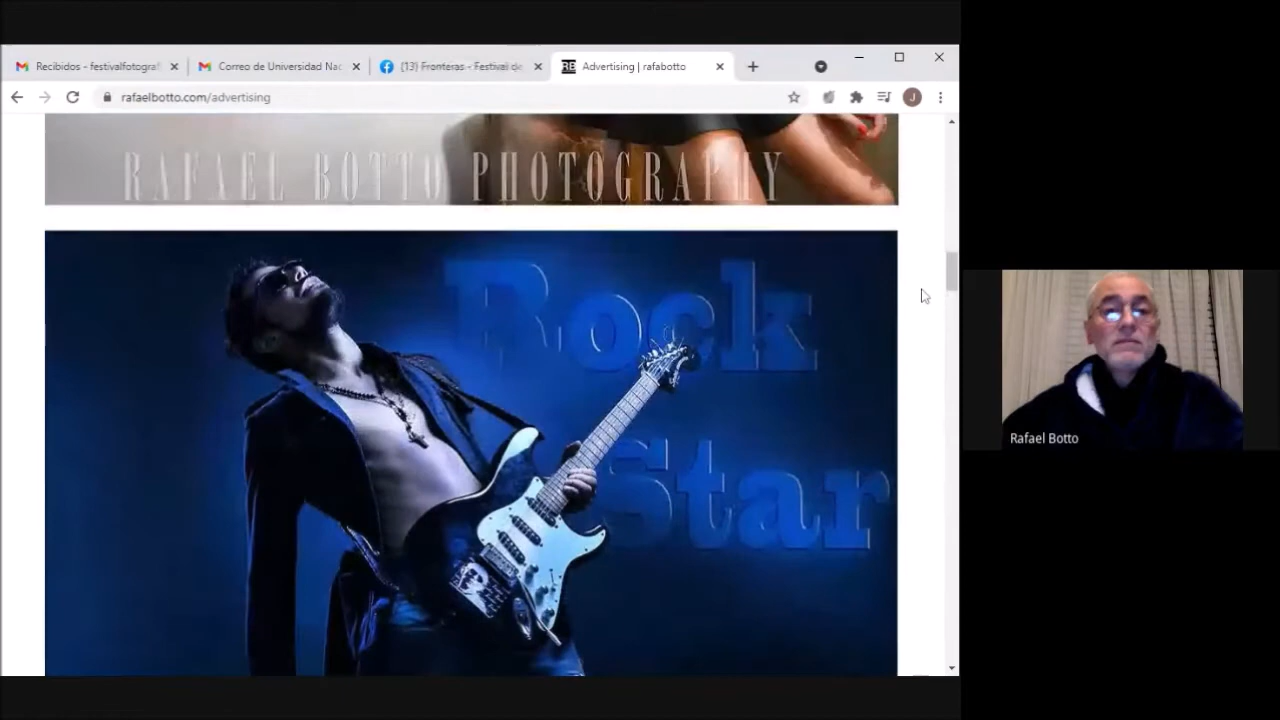 Recibidos - festivalfotograf
Correo de Universidad Nac
(13) Fronteras - Festival de
RB Advertising | rafabotto
rafaelbotto.com/advertising
J
RAFAEL BOTTO PHOTOGRAPHY
Rock
Star
Rafael Botto